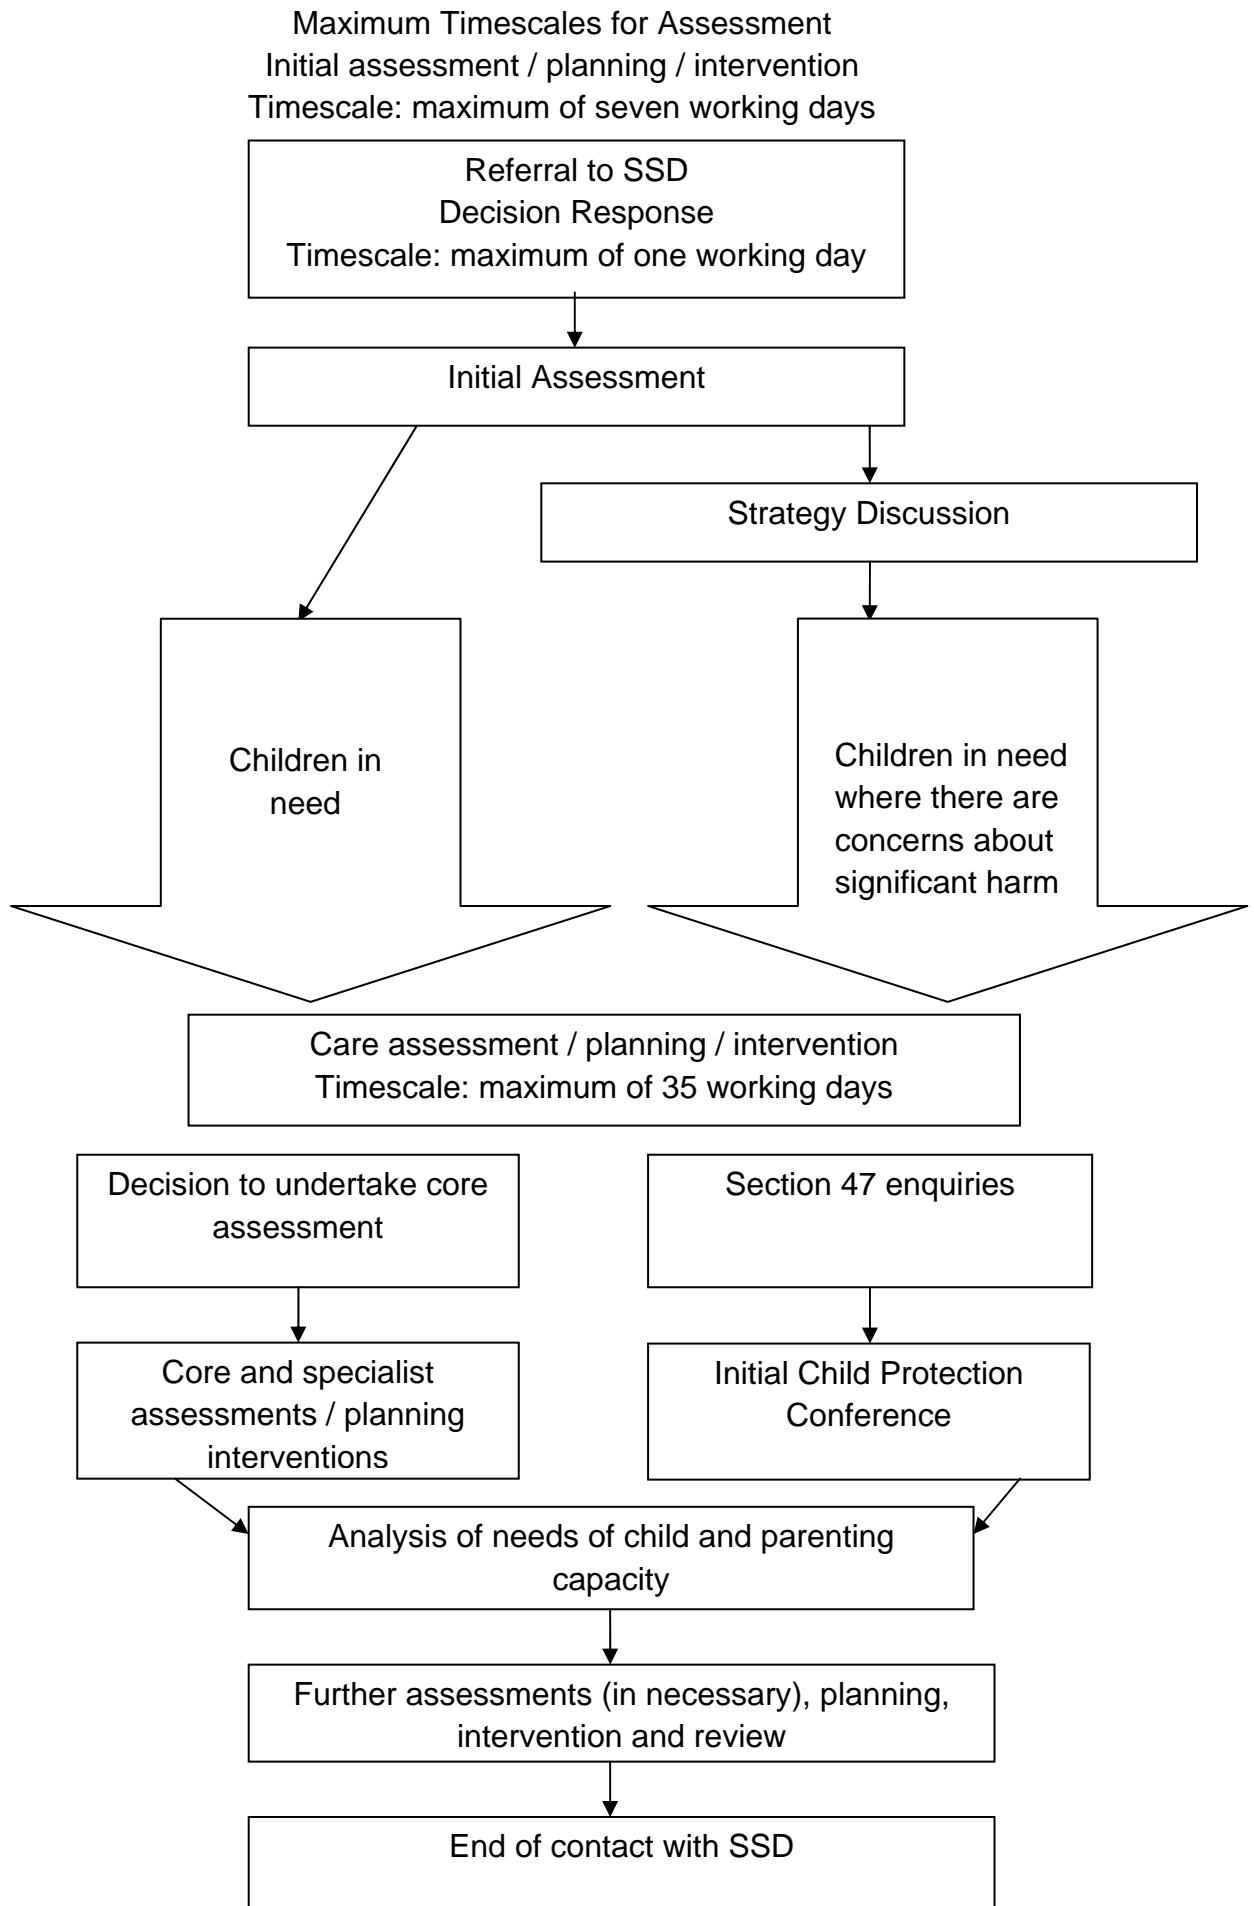 Maximum Timescales for Assessment
Initial assessment / planning / intervention
Timescale: maximum of seven working days
Referral to SSD
Decision Response
Timescale: maximum of one working day
Initial Assessment
Strategy Discussion
Children in
need
Children in need
where there are
concerns about
significant harm
Care assessment / planning / intervention
Timescale: maximum of 35 working days
Decision to undertake core
assessment
Section 47 enquiries
Core and specialist
assessments / planning
interventions
Initial Child Protection
Conference
Analysis of needs of child and parenting
capacity
Further assessments (in necessary), planning,
intervention and review
End of contact with SSD